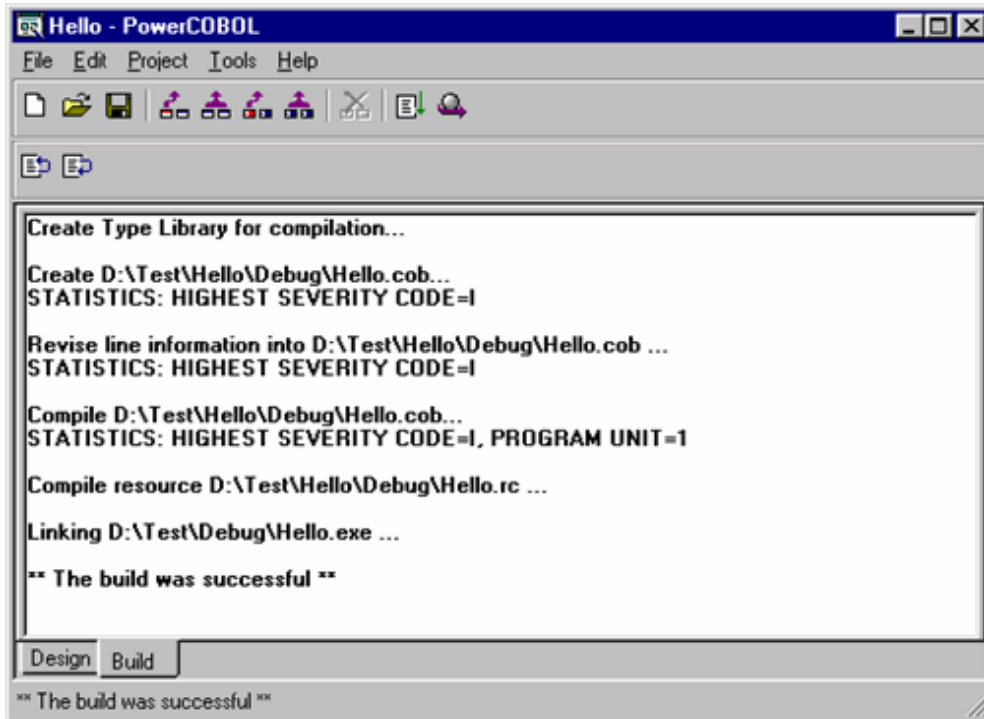 Hello - PowerCOBOL
File Edit Project Tools Help
Create Type Library for compilation...
Create D:\Test\Hello\Debug\Hello.cob...
STATISTICS: HIGHEST SEVERITY CODE=I
Revise line information into D:\Test\Hello\Debug\Hello.cob ...
STATISTICS: HIGHEST SEVERITY CODE=I
Compile D:\Test\Hello\Debug\Hello.cob...
STATISTICS: HIGHEST SEVERITY CODE=I, PROGRAM UNIT=1
Compile resource D:\Test\Hello\Debug\Hello.rc ...
Linking D:\Test\Debug\Hello.exe ...
** The build was successful **
Design Build
** The build was successful **